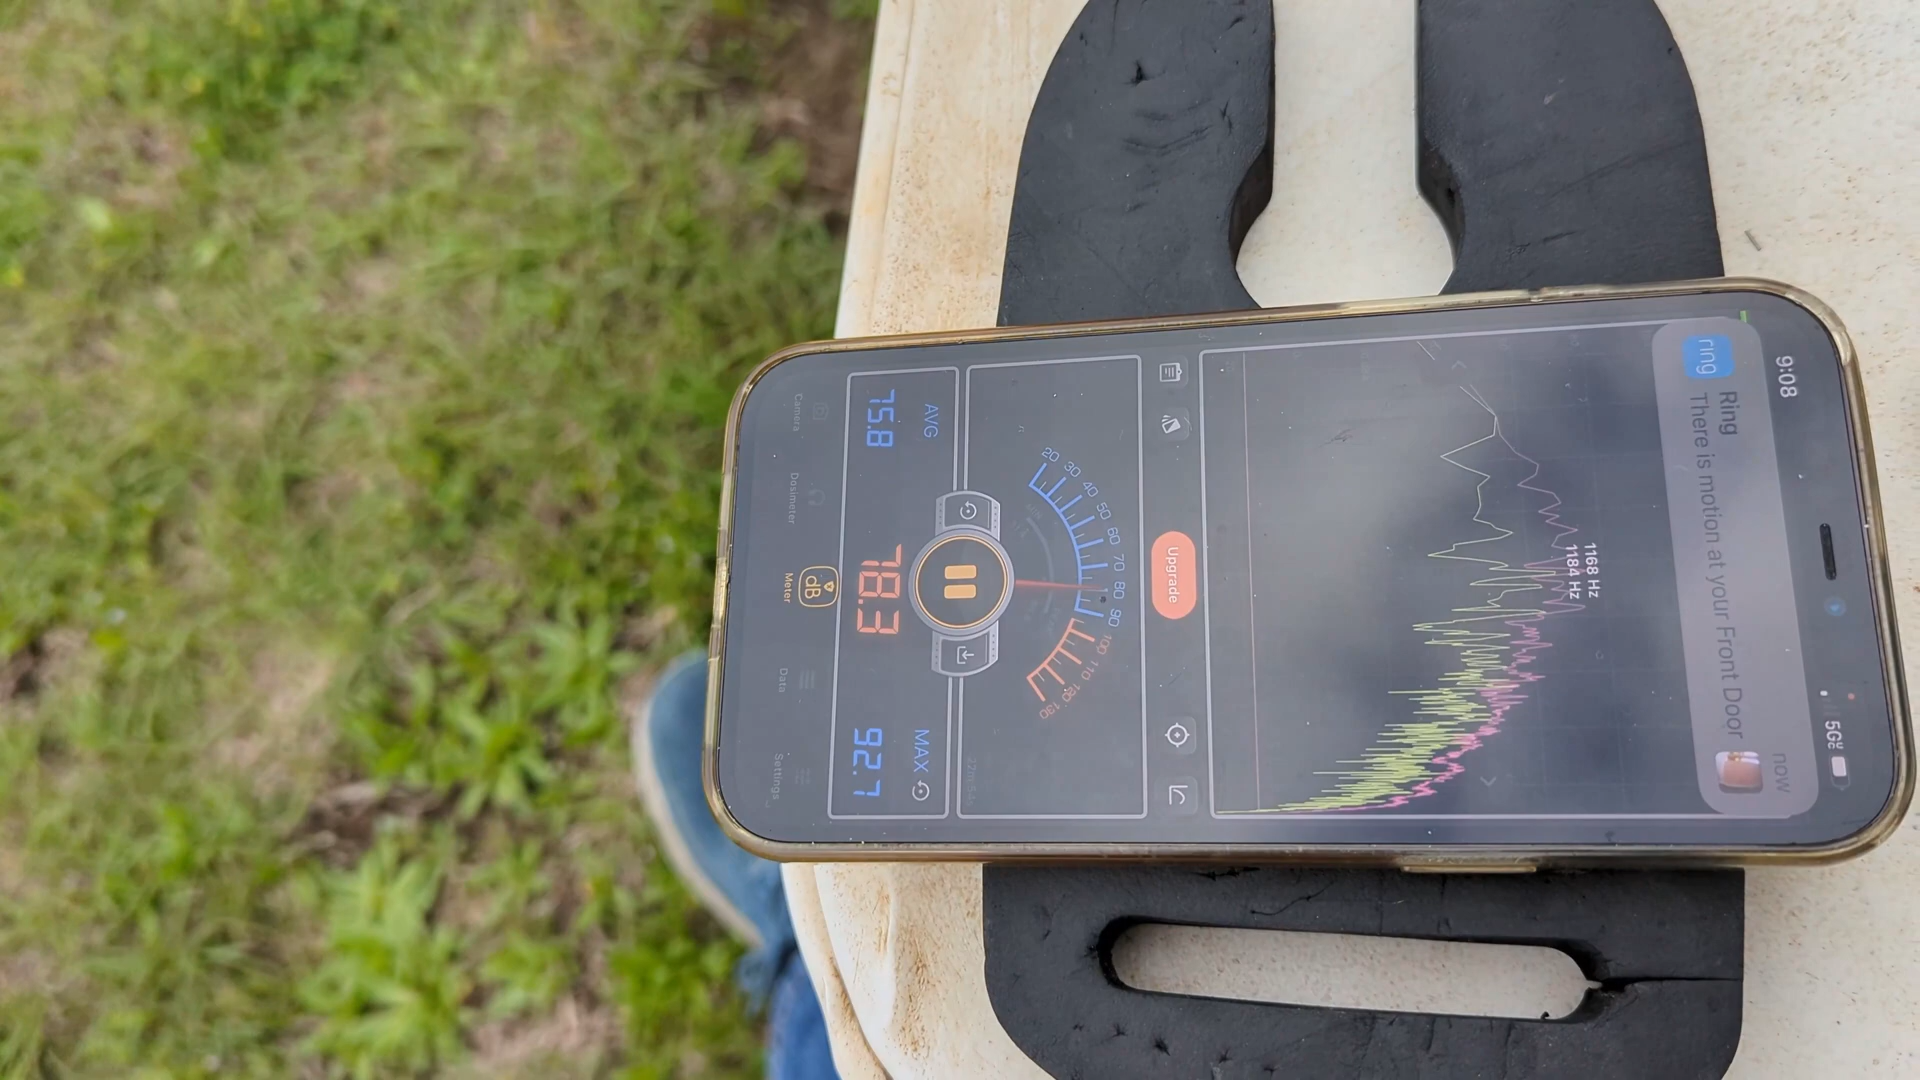 9:08
5G
ring
Ring
now
There is motion at your Front Door
1168 Hz
1184 Hz
Upgrade
20 30 40 50 60 70 80 90 100 110 120 130
22m 54s
AVG
MAX
75.8
78.3
92.7
dB
Camera
Dosimeter
Meter
Data
Settings